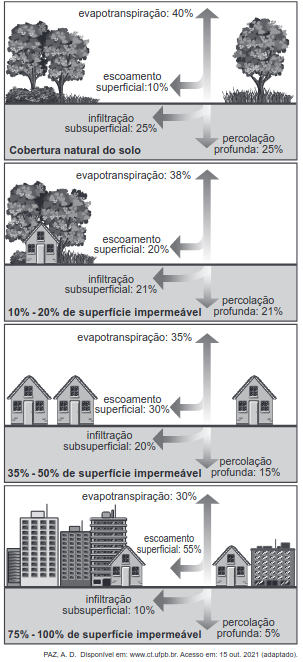 evapotranspiração: 40%
escoamento
superficial:10%
infiltração
subsuperficial: 25%
percolação
profunda: 25%
Cobertura natural do solo
evapotranspiração: 38%
escoamento
superficial: 20%
infiltração
subsuperficial: 21%
percolação
profunda: 21%
10% - 20% de superfície impermeável
evapotranspiração: 35%
escoamento
superficial: 30%
infiltração
subsuperficial: 20%
percolação
profunda: 15%
35% - 50% de superfície impermeável
evapotranspiração: 30%
escoamento
superficial: 55%
infiltração
subsuperficial: 10%
percolação
profunda: 5%
75% - 100% de superfície impermeável
PAZ, A. D. Disponível em: www.ct.ufpb.br. Acesso em: 15 out. 2021 (adaptado).